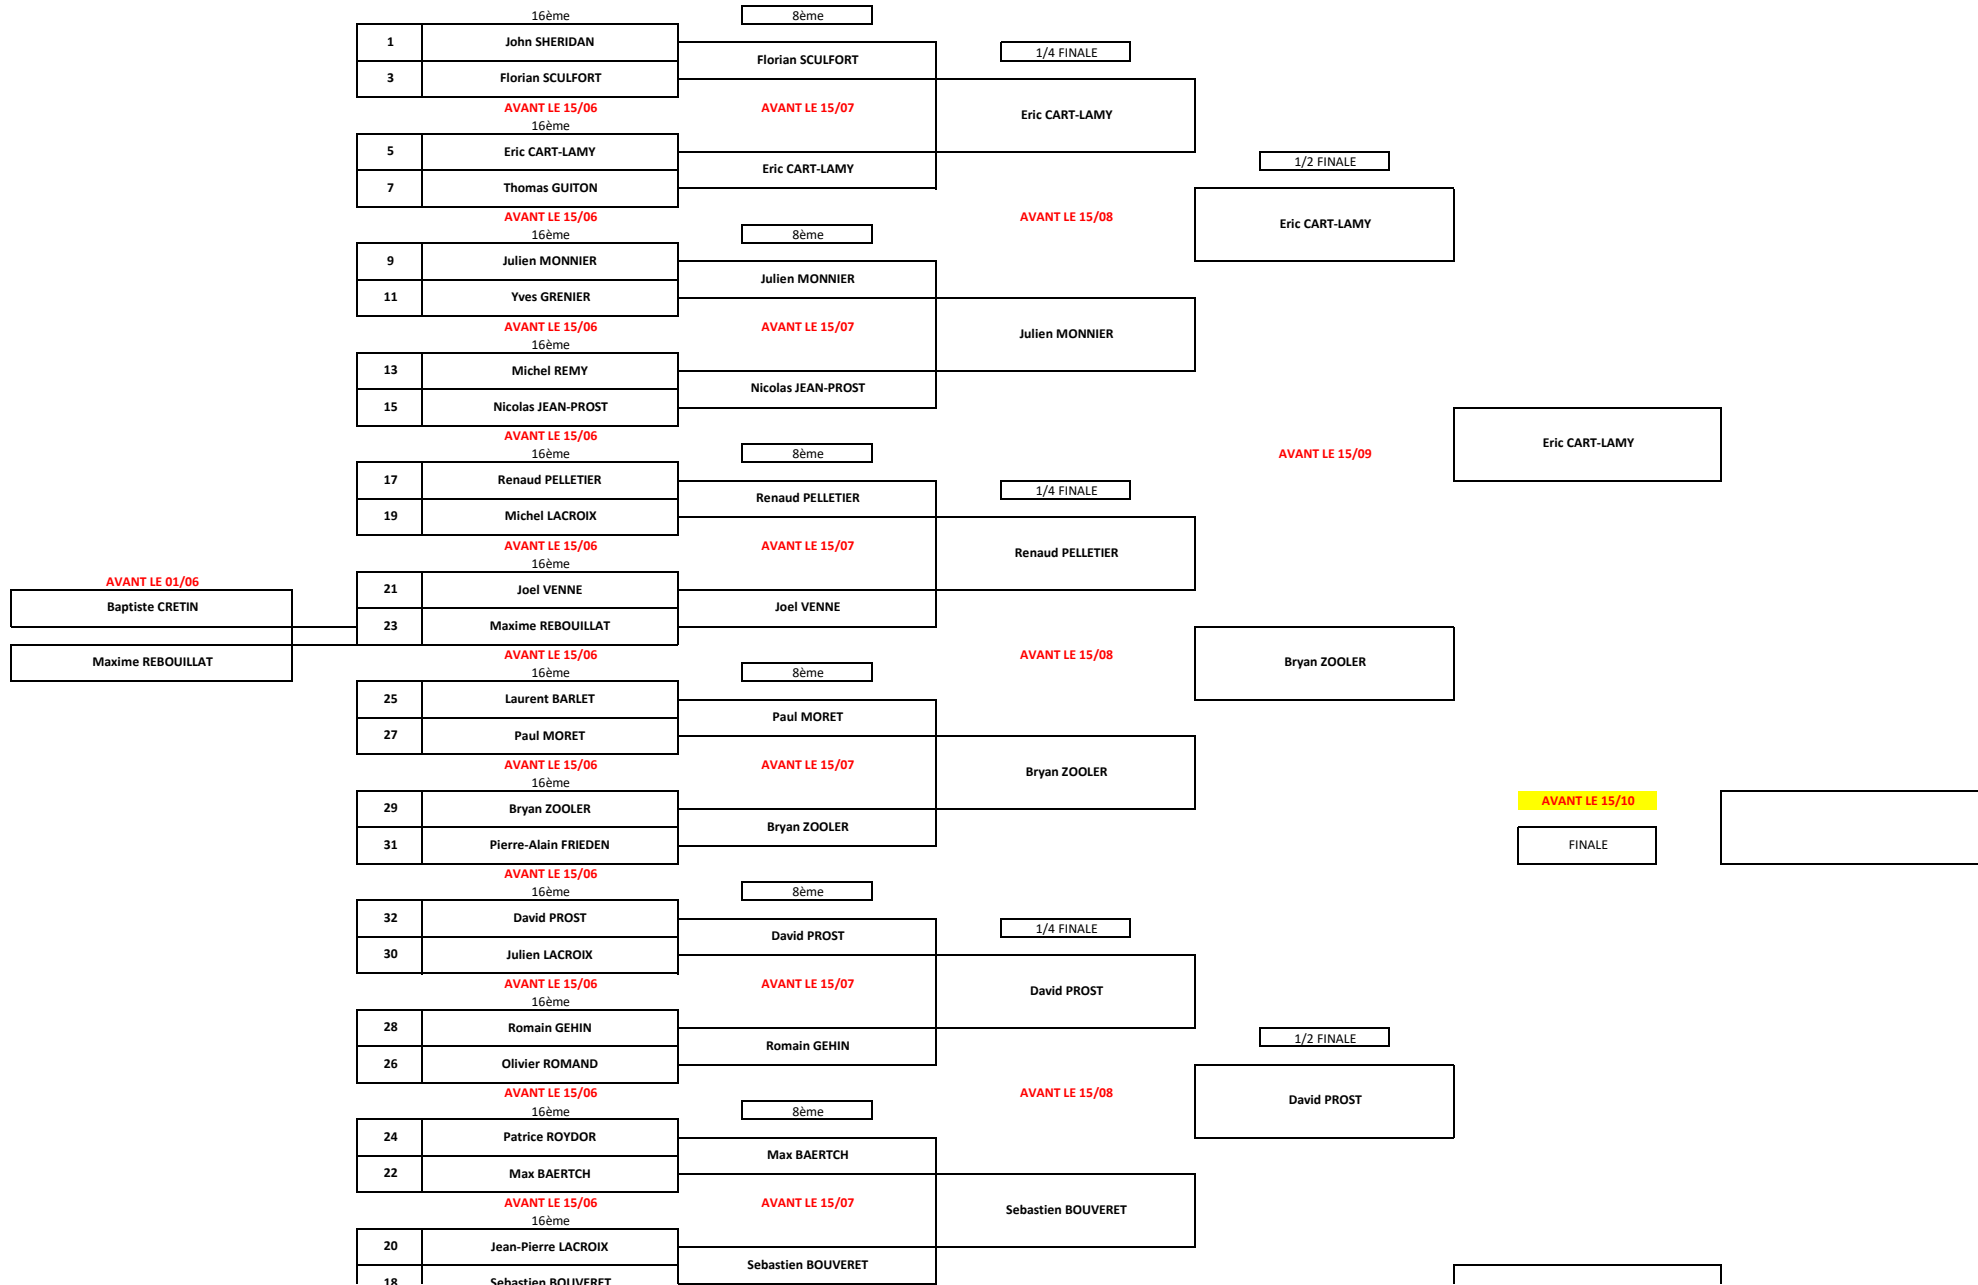 16ème
8ème
1
John SHERIDAN
Florian SCULFORT
1/4 FINALE
3
Florian SCULFORT
AVANT LE 15/06
AVANT LE 15/07
Eric CART-LAMY
16ème
5
Eric CART-LAMY
Eric CART-LAMY
1/2 FINALE
7
Thomas GUITON
AVANT LE 15/06
AVANT LE 15/08
Eric CART-LAMY
16ème
8ème
9
Julien MONNIER
Julien MONNIER
11
Yves GRENIER
AVANT LE 15/06
AVANT LE 15/07
Julien MONNIER
16ème
13
Michel REMY
Nicolas JEAN-PROST
15
Nicolas JEAN-PROST
AVANT LE 15/06
Eric CART-LAMY
16ème
8ème
AVANT LE 15/09
17
Renaud PELLETIER
Renaud PELLETIER
1/4 FINALE
19
Michel LACROIX
AVANT LE 15/06
AVANT LE 15/07
Renaud PELLETIER
16ème
AVANT LE 01/06
21
Joel VENNE
Baptiste CRETIN
Joel VENNE
23
Maxime REBOUILLAT
Maxime REBOUILLAT
AVANT LE 15/06
AVANT LE 15/08
Bryan ZOOLER
16ème
8ème
25
Laurent BARLET
Paul MORET
27
Paul MORET
AVANT LE 15/06
AVANT LE 15/07
Bryan ZOOLER
16ème
29
Bryan ZOOLER
AVANT LE 15/10
Bryan ZOOLER
31
Pierre-Alain FRIEDEN
FINALE
AVANT LE 15/06
16ème
8ème
32
David PROST
David PROST
1/4 FINALE
30
Julien LACROIX
AVANT LE 15/06
AVANT LE 15/07
David PROST
16ème
28
Romain GEHIN
Romain GEHIN
1/2 FINALE
26
Olivier ROMAND
AVANT LE 15/06
AVANT LE 15/08
David PROST
16ème
8ème
24
Patrice ROYDOR
Max BAERTCH
22
Max BAERTCH
AVANT LE 15/06
AVANT LE 15/07
Sebastien BOUVERET
16ème
20
Jean-Pierre LACROIX
Sebastien BOUVERET
18
Sebastien BOUVERET